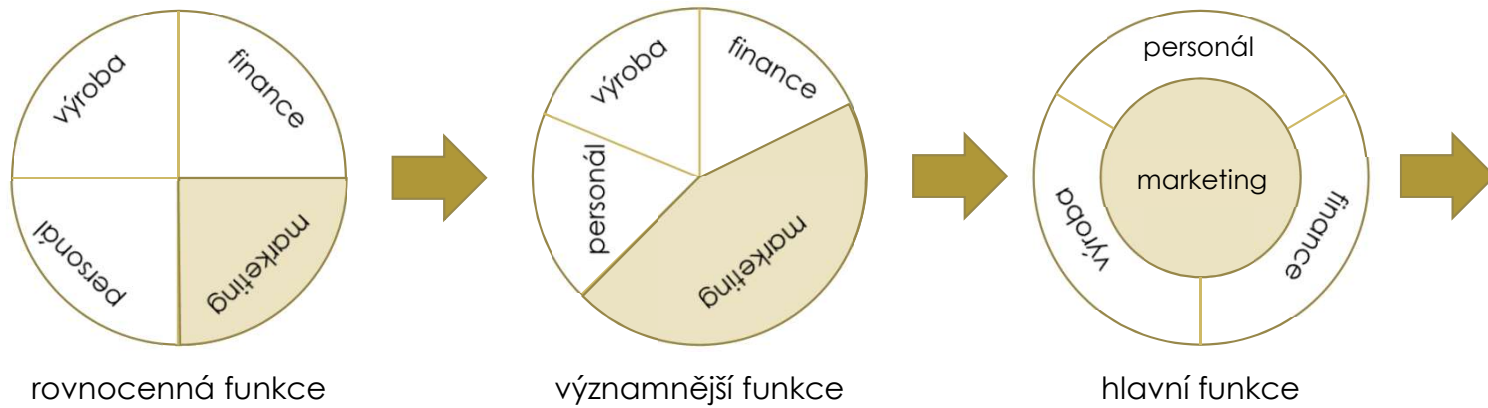 výroba
finance
personál
marketing
rovnocenná funkce
výroba
finance
personál
marketing
významnější funkce
personál
marketing
výroba
finance
hlavní funkce